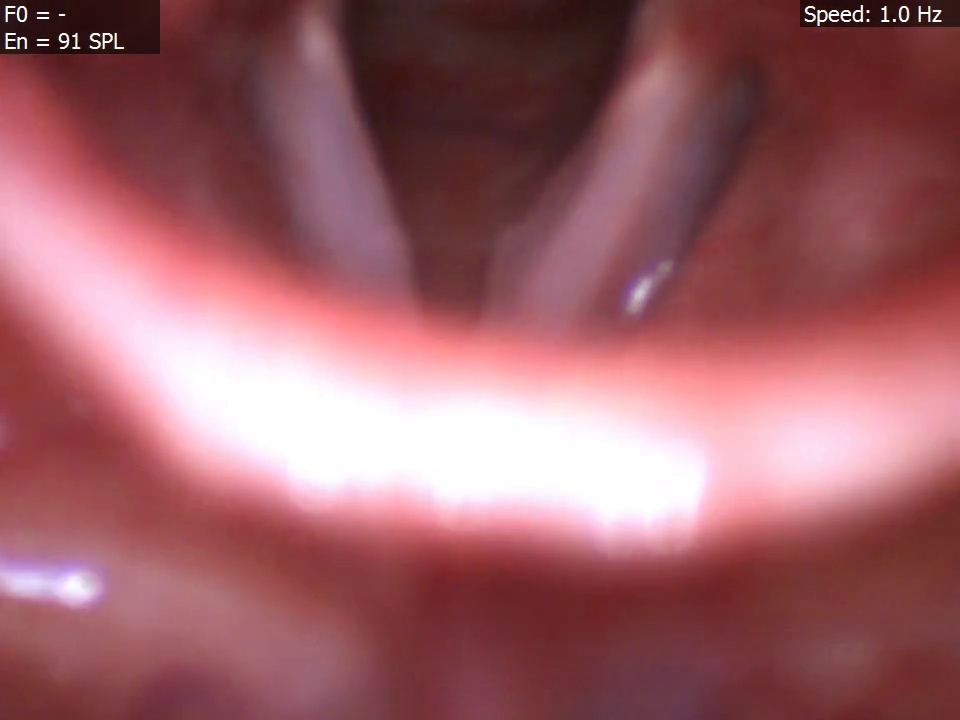 F0 = -
En = 91 SPL
Speed: 1.0 Hz